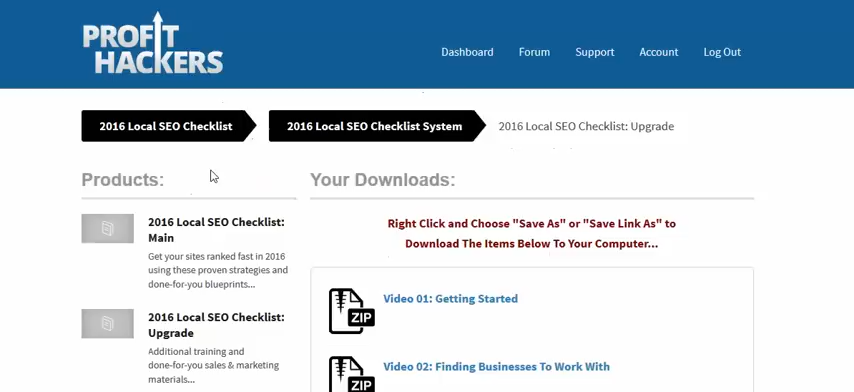 PROFIT
HACKERS
Dashboard
Forum
Support
Account
Log Out
2016 Local SEO Checklist
2016 Local SEO Checklist System
2016 Local SEO Checklist: Upgrade
Products:
2016 Local SEO Checklist:
Main
Get your sites ranked fast in 2016
using these proven strategies and
done-for-you blueprints...
2016 Local SEO Checklist:
Upgrade
Additional training and
done-for-you sales & marketing
materials...
Your Downloads:
Right Click and Choose "Save As" or "Save Link As" to
Download The Items Below To Your Computer...
ZIP
Video 01: Getting Started
ZIP
Video 02: Finding Businesses To Work With